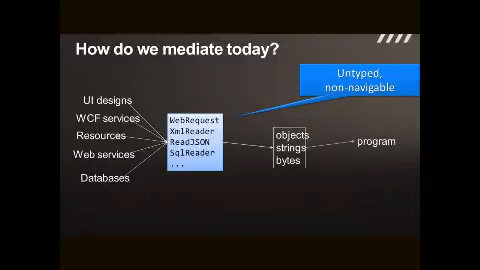 How do we mediate today?
Untyped,
non-navigable
UI designs
WCF services
Resources
Web services
Databases
WebRequest
XmlReader
ReadJSON
SqlReader
...
objects
strings
bytes
program